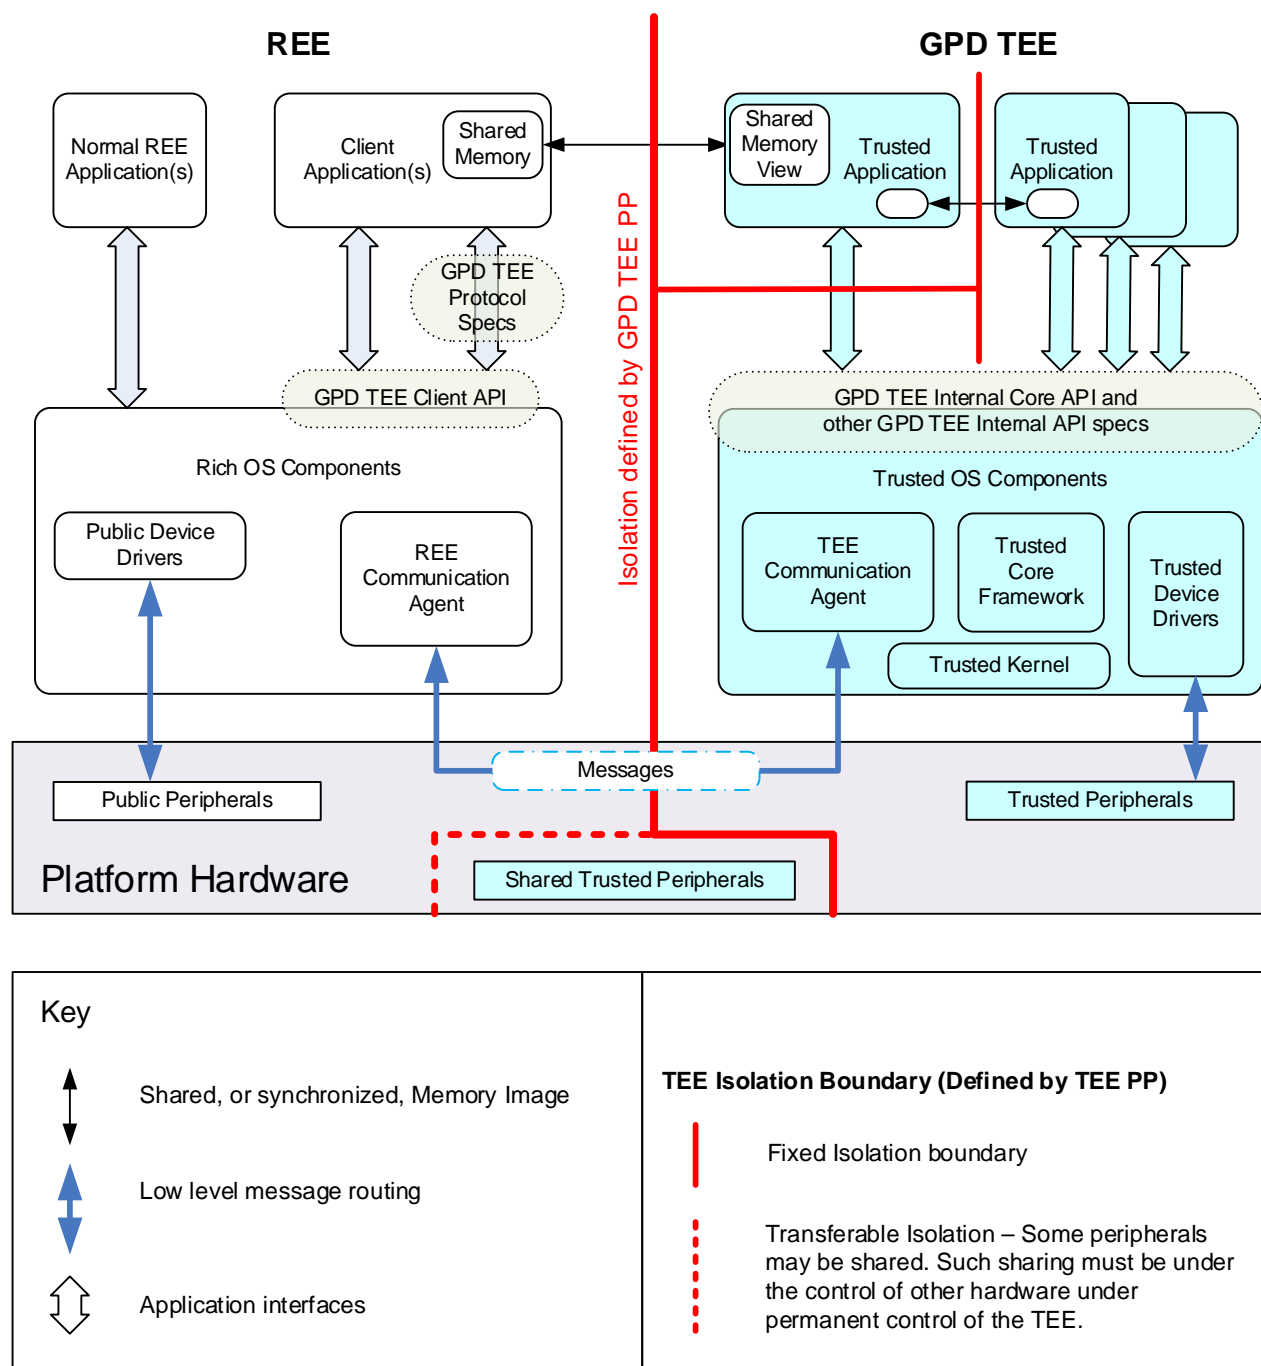 REE
GPD TEE
Normal REE
Application(s)
Client
Application(s)
Shared
Memory
Shared
Memory
View
Trusted
Application
Trusted
Application
GPD TEE
Protocol
Specs
Isolation defined by GPD TEE PP
GPD TEE Client API
GPD TEE Internal Core API and
other GPD TEE Internal API specs
Rich OS Components
Trusted OS Components
Public Device
Drivers
REE
Communication
Agent
TEE
Communication
Agent
Trusted
Core
Framework
Trusted
Device
Drivers
Trusted Kernel
Messages
Public Peripherals
Trusted Peripherals
Platform Hardware
Shared Trusted Peripherals
Key
Shared, or synchronized, Memory Image
Low level message routing
Application interfaces
TEE Isolation Boundary (Defined by TEE PP)
Fixed Isolation boundary
Transferable Isolation – Some peripherals
may be shared. Such sharing must be under
the control of other hardware under
permanent control of the TEE.